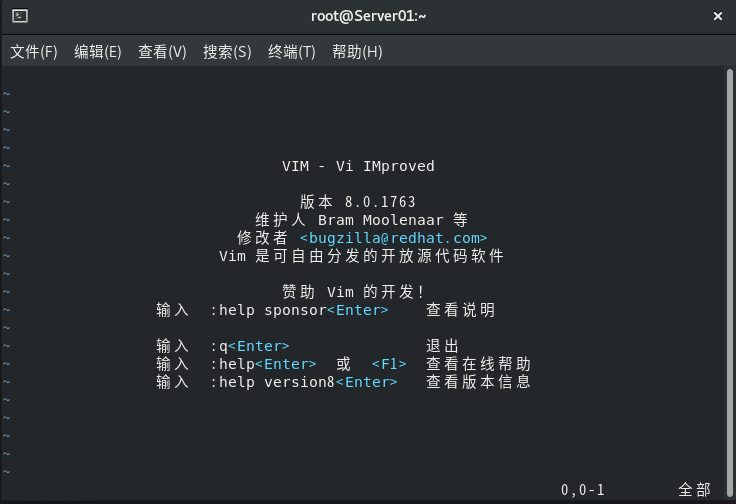 root@Server01:~ ×
文件(F) 编辑(E) 查看(V) 搜索(S) 终端(T) 帮助(H)
~
~
~
~
~ VIM - Vi IMproved
~
~ 版本 8.0.1763
~ 维护人 Bram Moolenaar 等
~ 修改者 <bugzilla@redhat.com>
~ Vim 是可自由分发的开放源代码软件
~
~ 赞助 Vim 的开发!
~ 输入 :help sponsor<Enter> 查看说明
~
~ 输入 :q<Enter> 退出
~ 输入 :help<Enter> 或 <F1> 查看在线帮助
~ 输入 :help version8<Enter> 查看版本信息
~
~
~
~
~
0,0-1 全部